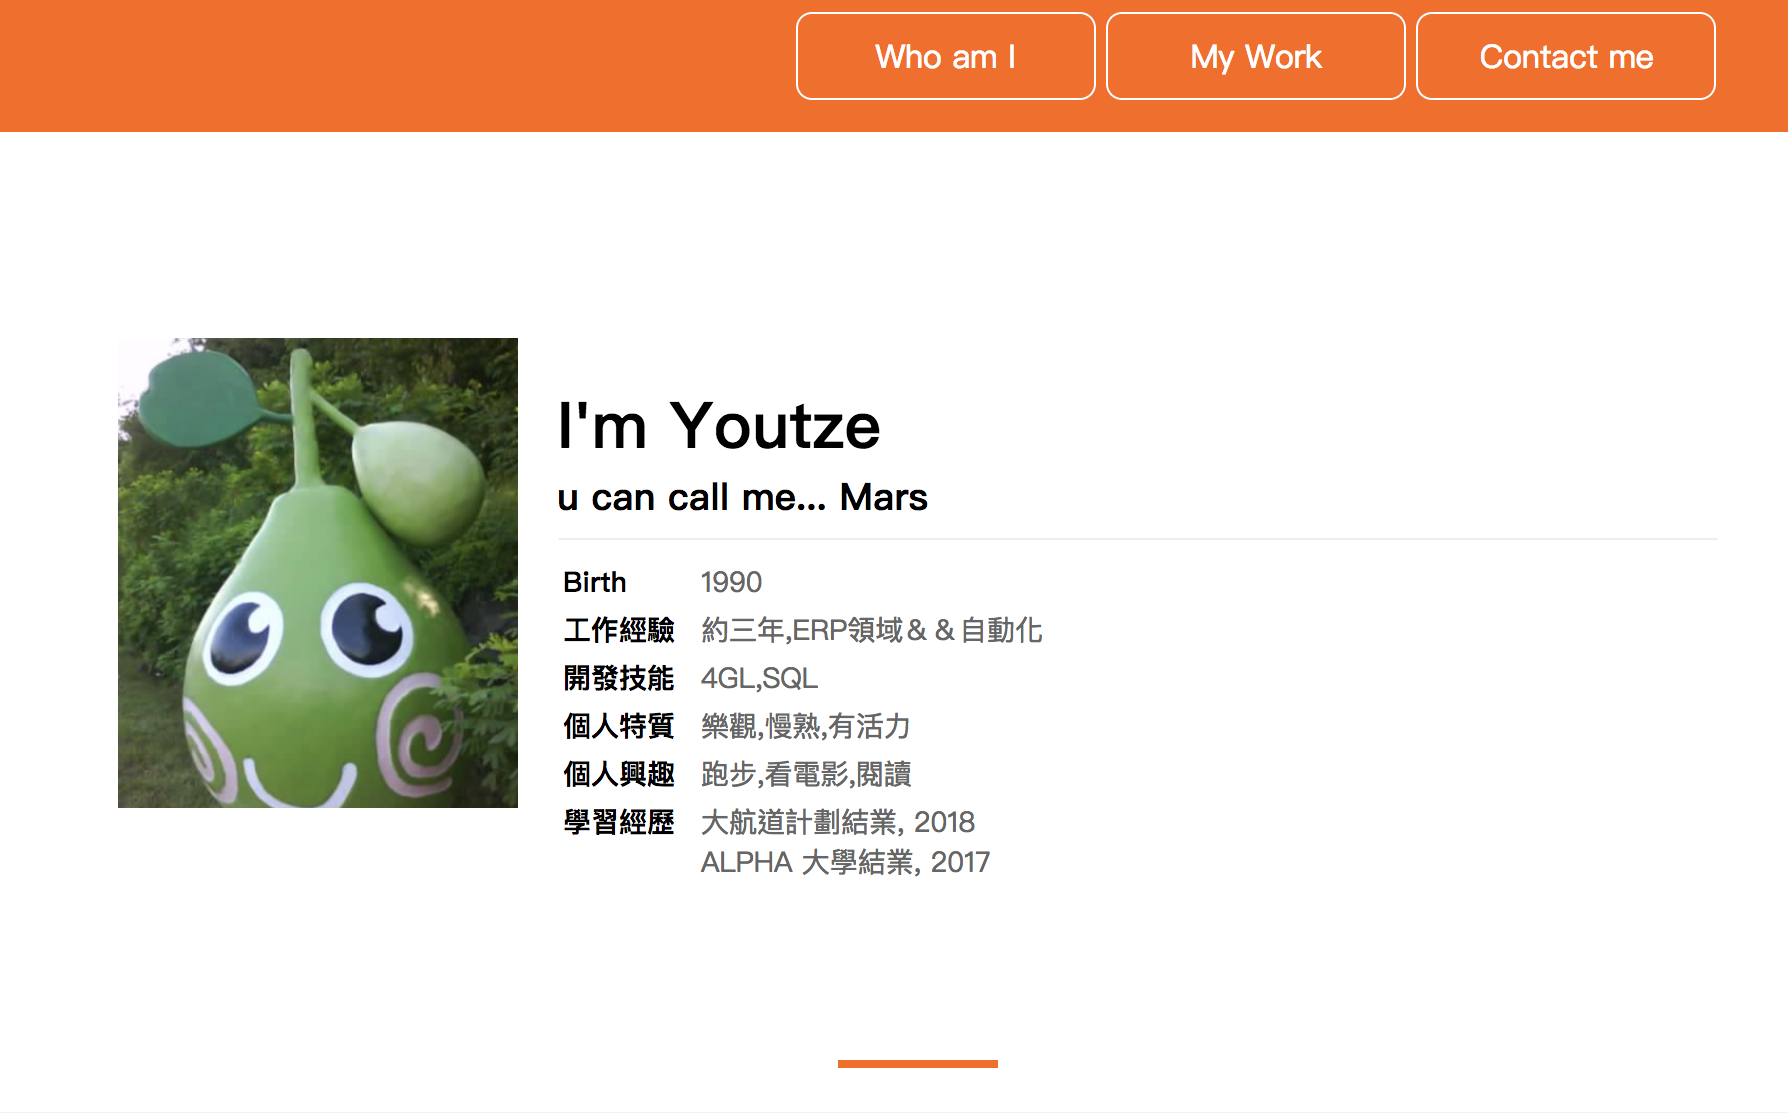 Who am I My Work Contact me
I'm Youtze
u can call me... Mars
Birth 1990
工作經驗 約三年,ERP領域＆＆自動化
開發技能 4GL,SQL
個人特質 樂觀,慢熟,有活力
個人興趣 跑步,看電影,閱讀
學習經歷 大航道計劃結業, 2018
ALPHA 大學結業, 2017